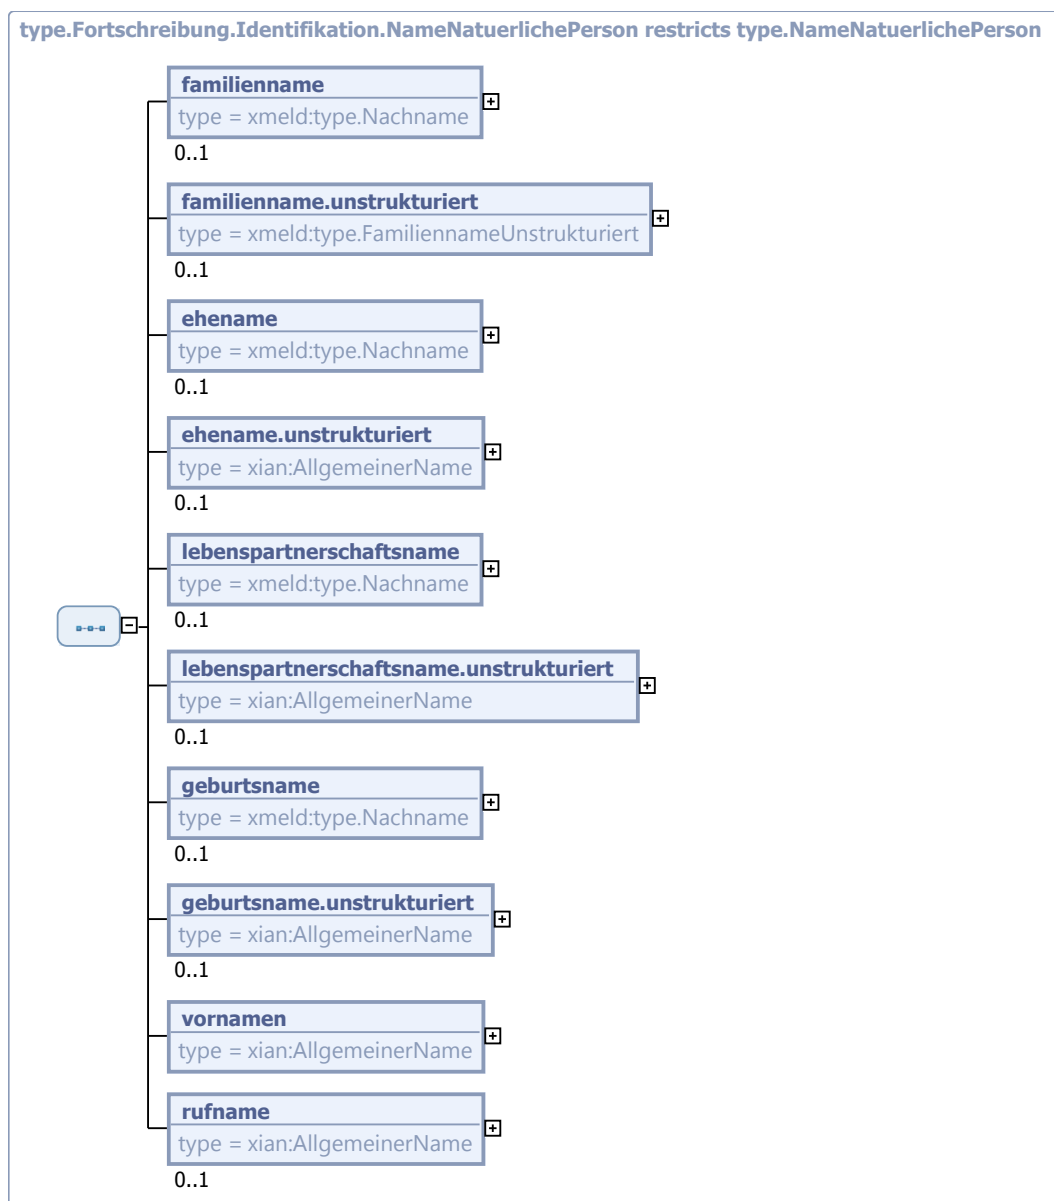 type.Fortschreibung.Identifikation.NameNatuerlichePerson restricts type.NameNatuerlichePerson
familienname
type = xmeld:type.Nachname
0..1
familienname.unstrukturiert
type = xmeld:type.FamiliennameUnstrukturiert
0..1
ehename
type = xmeld:type.Nachname
0..1
ehename.unstrukturiert
type = xian:AllgemeinerName
0..1
lebenspartnerschaftsname
type = xmeld:type.Nachname
0..1
lebenspartnerschaftsname.unstrukturiert
type = xian:AllgemeinerName
0..1
geburtsname
type = xmeld:type.Nachname
0..1
geburtsname.unstrukturiert
type = xian:AllgemeinerName
0..1
vornamen
type = xian:AllgemeinerName
rufname
type = xian:AllgemeinerName
0..1